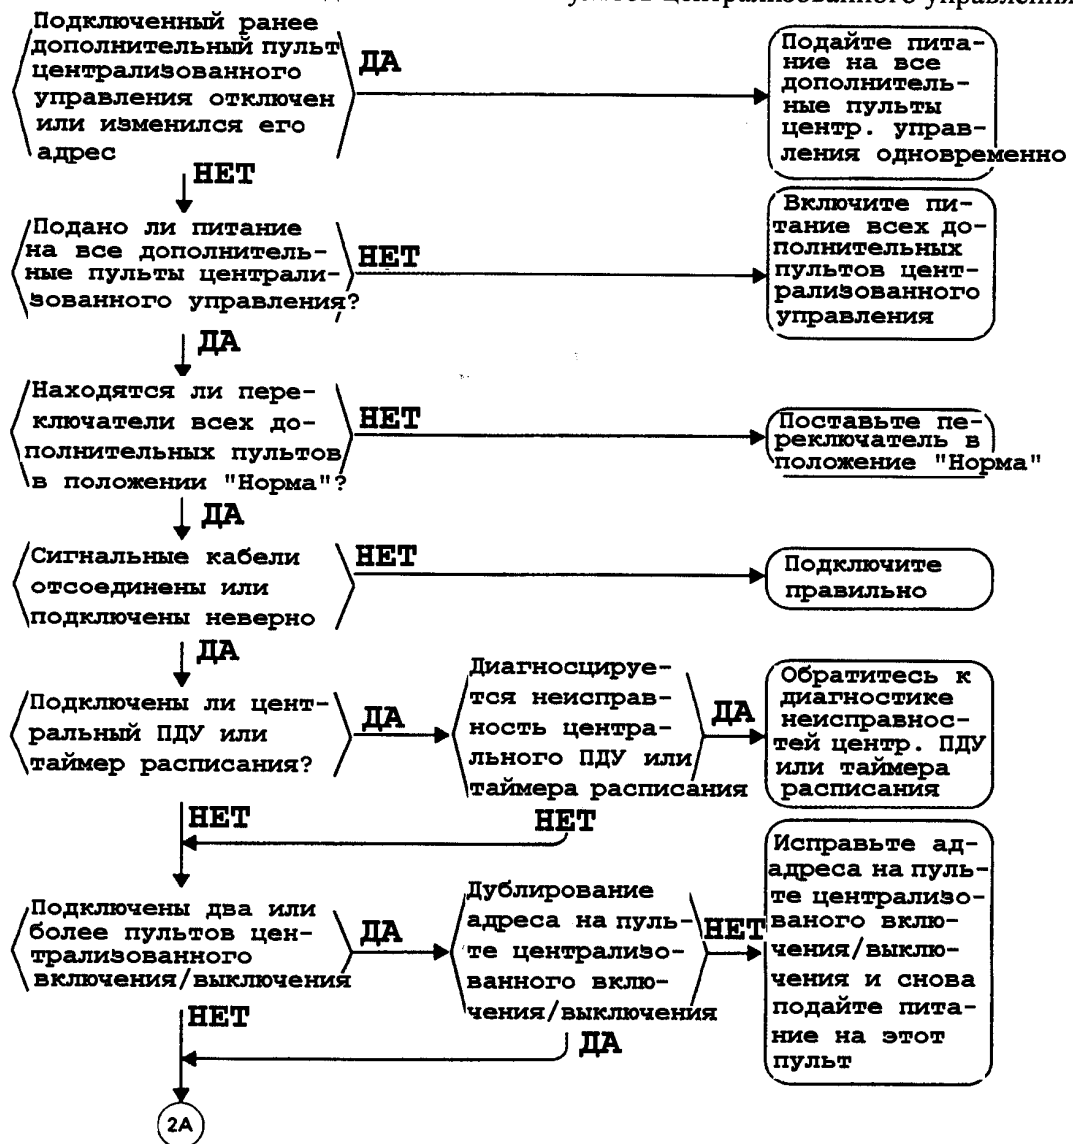 централизованного управления
Подключенный ранее
дополнительный пульт
централизованного
управления отключен
или изменился его
адрес
ДА
Подайте пита-
ние на все
дополнитель-
ные пульты
центр. управ-
ления одновременно
НЕТ
Подано ли питание
на все дополнитель-
ные пульты централи-
зованного управления?
НЕТ
Включите пи-
тание всех до-
полнительных
пультов цент-
рализованного
управления
ДА
Находятся ли пере-
ключатели всех до-
полнительных пультов
в положении "Норма"?
НЕТ
Поставьте пе-
реключатель в
положение "Норма"
ДА
Сигнальные кабели
отсоединены или
подключены неверно
НЕТ
Подключите
правильно
ДА
Подключены ли цент-
ральный ПДУ или
таймер расписания?
ДА
Диагносцируе-
тся неисправ-
ность центра-
льного ПДУ или
таймера расписания
ДА
Обратитесь к
диагностике
неисправнос-
тей центр. ПДУ
или таймера
расписания
НЕТ
НЕТ
Подключены два или
более пультов цен-
трализованного
включения/выключения
ДА
Дублирование
адреса на пуль-
те централизо-
ванного вклю-
чения/выключения
НЕТ
Исправьте ад-
адреса на пуль-
те централизо-
ваного вклю-
чения/выклю-
чения и снова
подайте пита-
ние на этот
пульт
НЕТ
ДА
2А